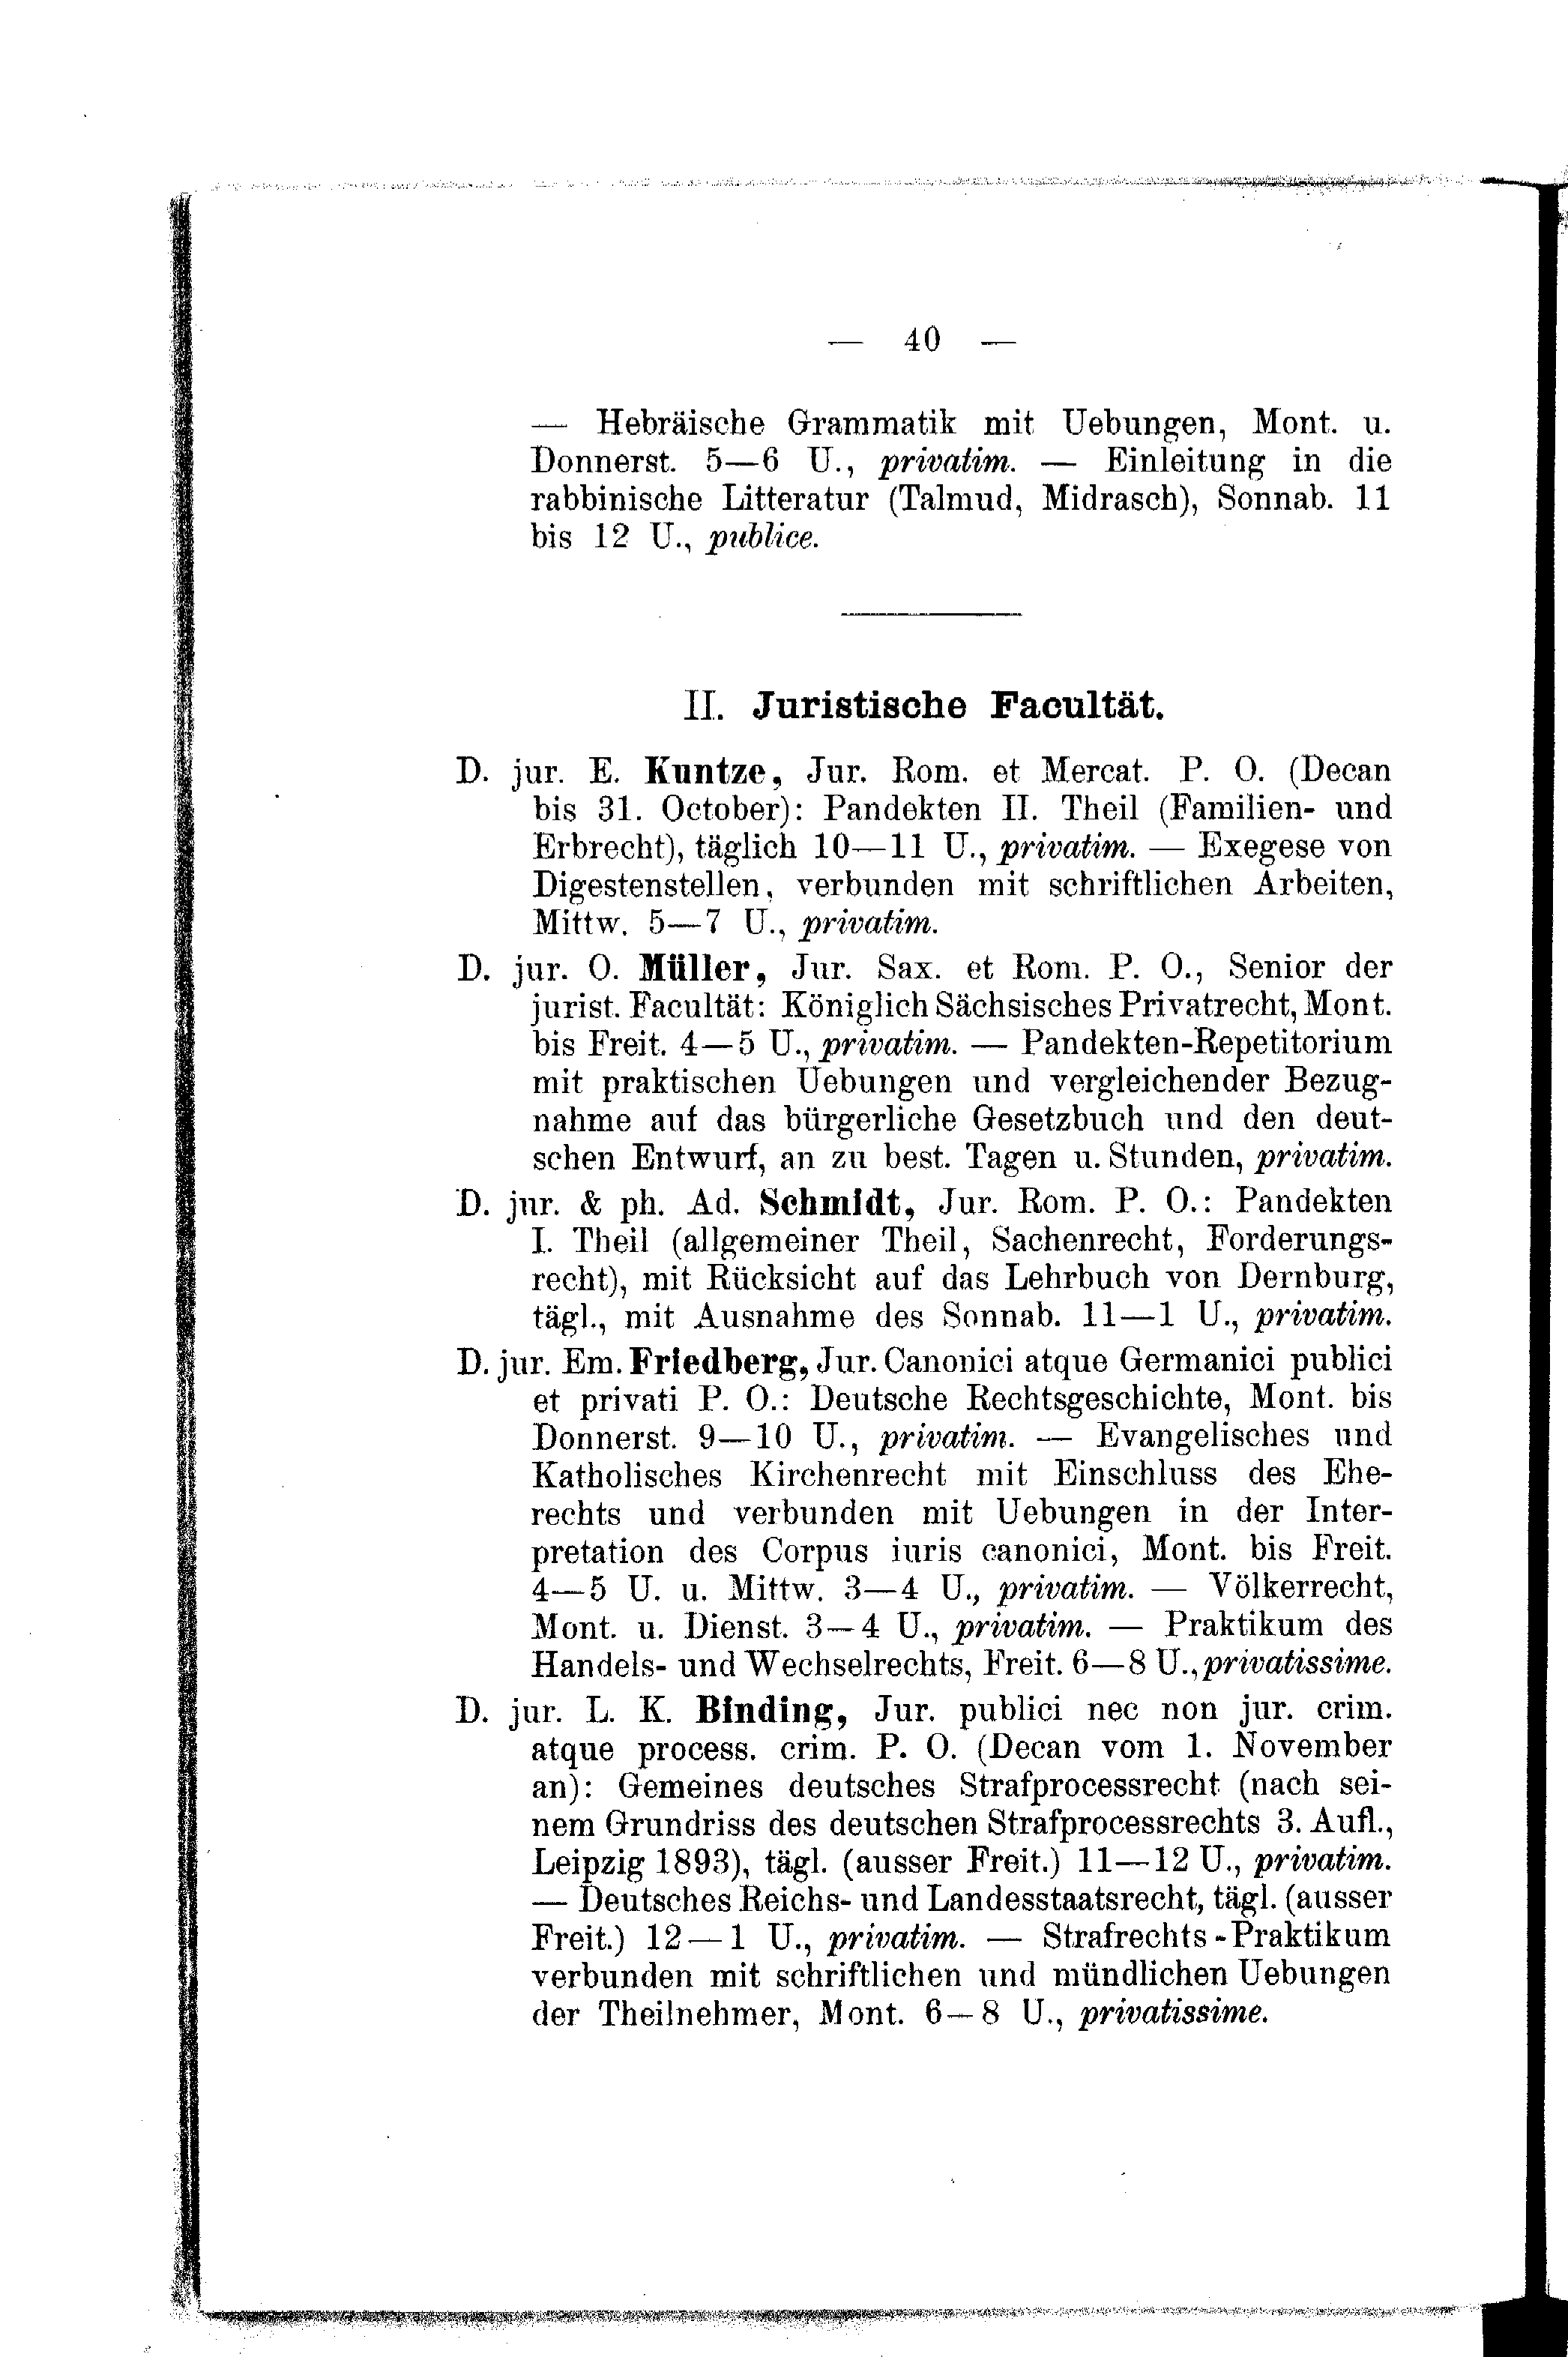 — 40 —
— Hebräische Grammatik mit Uebungen, Mont. u.
Donnerst. 5—6 U., privatim. — Einleitung in die
rabbinische Litteratur (Talmud, Midrasch), Sonnab. 11
bis 12 U., publice.
II. Juristische Facultät.
D. jur. E. Kuntze, Jur. Rom. et Mercat. P. O. (Decan
bis 31. October): Pandekten II. Theil (Familien- und
Erbrecht), täglich 10—11 U., privatim. — Exegese von
Digestenstellen, verbunden mit schriftlichen Arbeiten,
Mittw. 5—7 U., privatim.
D. jur. O. Müller, Jur. Sax. et Rom. P. O., Senior der
jurist. Facultät: Königlich Sächsisches Privatrecht, Mont.
bis Freit. 4—5 U., privatim. — Pandekten-Repetitorium
mit praktischen Uebungen und vergleichender Bezug-
nahme auf das bürgerliche Gesetzbuch und den deut-
schen Entwurf, an zu best. Tagen u. Stunden, privatim.
D. jur. & ph. Ad. Schmidt, Jur. Rom. P. O.: Pandekten
I. Theil (allgemeiner Theil, Sachenrecht, Forderungs-
recht), mit Rücksicht auf das Lehrbuch von Dernburg,
tägl., mit Ausnahme des Sonnab. 11—1 U., privatim.
D. jur. Em. Friedberg, Jur. Canonici atque Germanici publici
et privati P. O.: Deutsche Rechtsgeschichte, Mont. bis
Donnerst. 9—10 U., privatim. — Evangelisches und
Katholisches Kirchenrecht mit Einschluss des Ehe-
rechts und verbunden mit Uebungen in der Inter-
pretation des Corpus iuris canonici, Mont. bis Freit.
4—5 U. u. Mittw. 3—4 U., privatim. — Völkerrecht,
Mont. u. Dienst. 3—4 U., privatim. — Praktikum des
Handels- und Wechselrechts, Freit. 6—8 U., privatissime.
D. jur. L. K. Binding, Jur. publici nec non jur. crim.
atque process. crim. P. O. (Decan vom 1. November
an): Gemeines deutsches Strafprocessrecht (nach sei-
nem Grundriss des deutschen Strafprocessrechts 3. Aufl.,
Leipzig 1893), tägl. (ausser Freit.) 11—12 U., privatim.
— Deutsches Reichs- und Landesstaatsrecht, tägl. (ausser
Freit.) 12—1 U., privatim. — Strafrechts-Praktikum
verbunden mit schriftlichen und mündlichen Uebungen
der Theilnehmer, Mont. 6—8 U., privatissime.